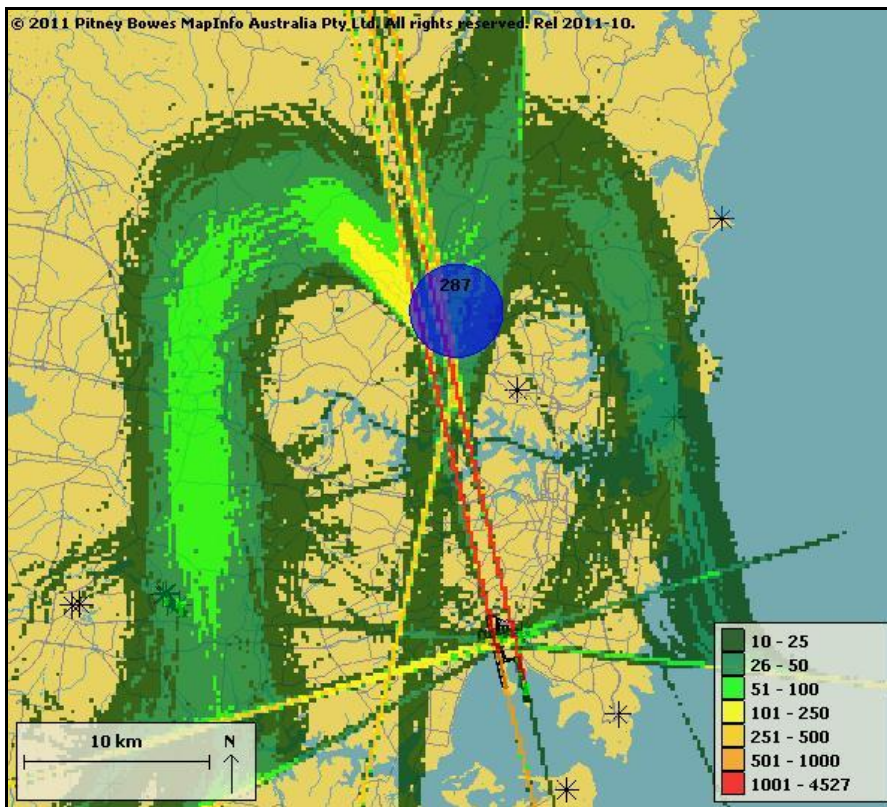 © 2011 Pitney Bowes MapInfo Australia Pty Ltd. All rights reserved. Rel 2011-10.
287
10 - 25
26 - 50
51 - 100
101 - 250
251 - 500
501 - 1000
1001 - 4527
10 km
N